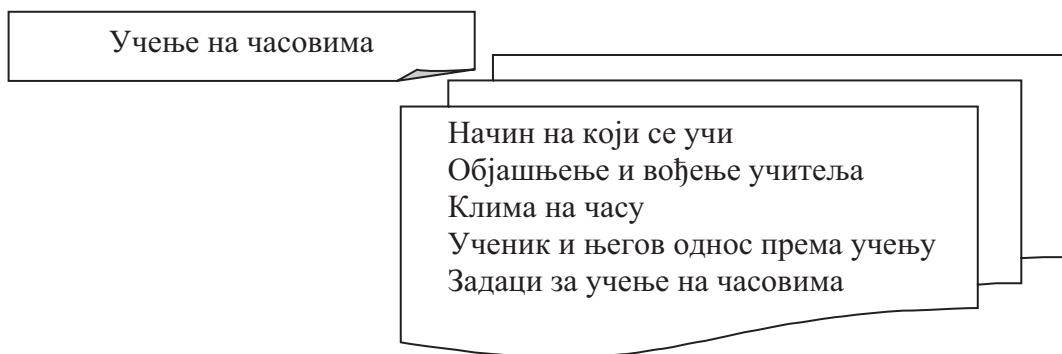 Учење на часовима
Начин на који се учи
Објашњење и вођење учитеља
Клима на часу
Ученик и његов однос према учењу
Задаци за учење на часовима